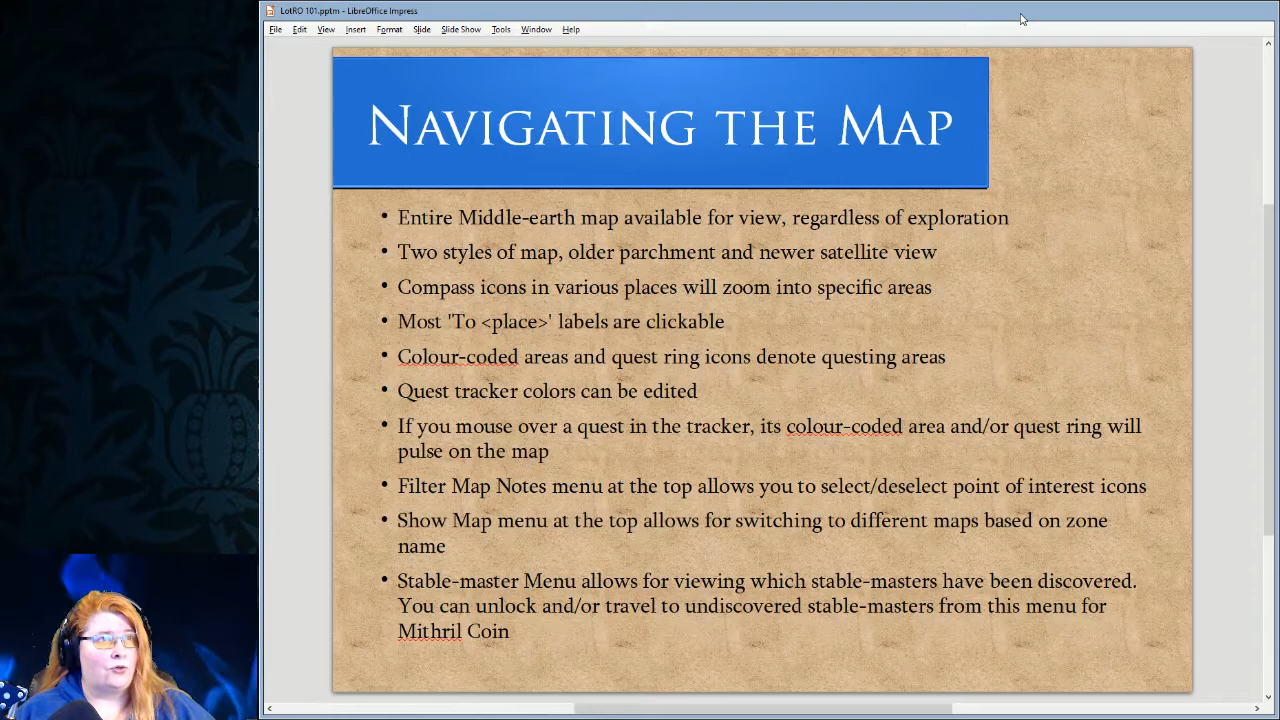 LotRO 101.pptm - LibreOffice Impress
File Edit View Insert Format Slide Slide Show Tools Window Help
Navigating the Map
• Entire Middle-earth map available for view, regardless of exploration
• Two styles of map, older parchment and newer satellite view
• Compass icons in various places will zoom into specific areas
• Most 'To <place>' labels are clickable
• Colour-coded areas and quest ring icons denote questing areas
• Quest tracker colors can be edited
• If you mouse over a quest in the tracker, its colour-coded area and/or quest ring will
pulse on the map
• Filter Map Notes menu at the top allows you to select/deselect point of interest icons
• Show Map menu at the top allows for switching to different maps based on zone
name
• Stable-master Menu allows for viewing which stable-masters have been discovered.
You can unlock and/or travel to undiscovered stable-masters from this menu for
Mithril Coin